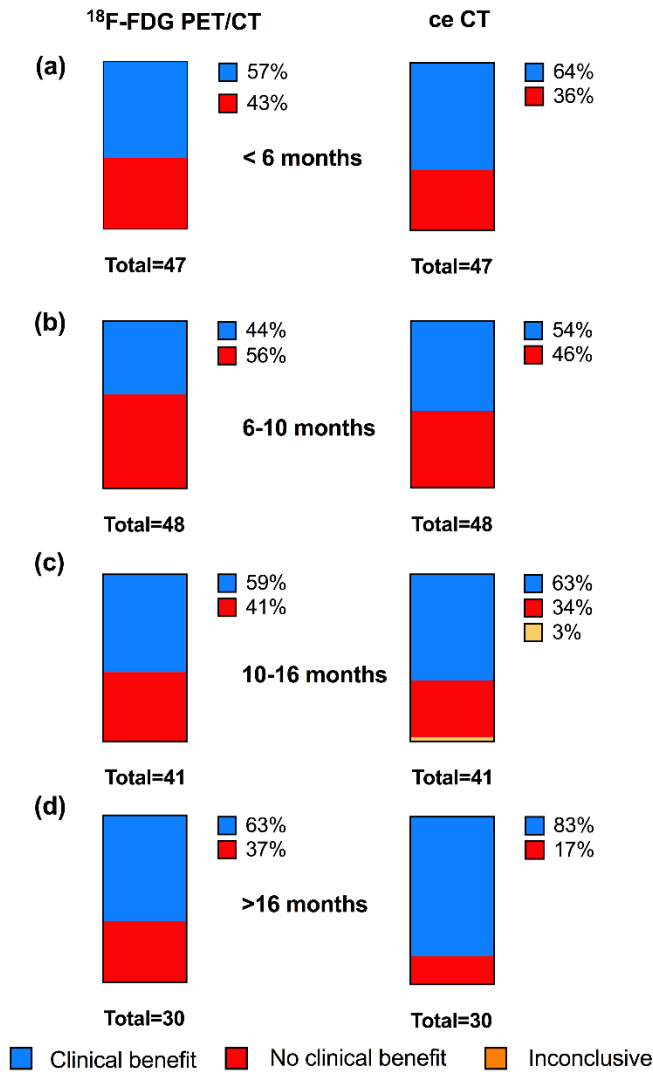 ¹⁸F-FDG PET/CT ce CT
(a) 57% 64%
43% 36%
< 6 months
Total=47 Total=47
(b) 44% 54%
56% 46%
6-10 months
Total=48 Total=48
(c) 59% 63%
41% 34%
3%
10-16 months
Total=41 Total=41
(d) 63% 83%
37% 17%
>16 months
Total=30 Total=30
Clinical benefit No clinical benefit Inconclusive